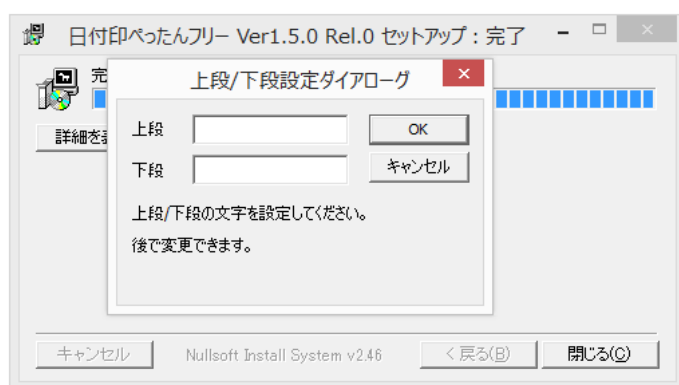 日付印ぺったんフリー Ver1.5.0 Rel.0 セットアップ：完了
完
上段/下段設定ダイアローグ
詳細を
上段
OK
下段
キャンセル
上段/下段の文字を設定してください。
後で変更できます。
キャンセル
Nullsoft Install System v2.46
< 戻る(B)
閉じる(C)